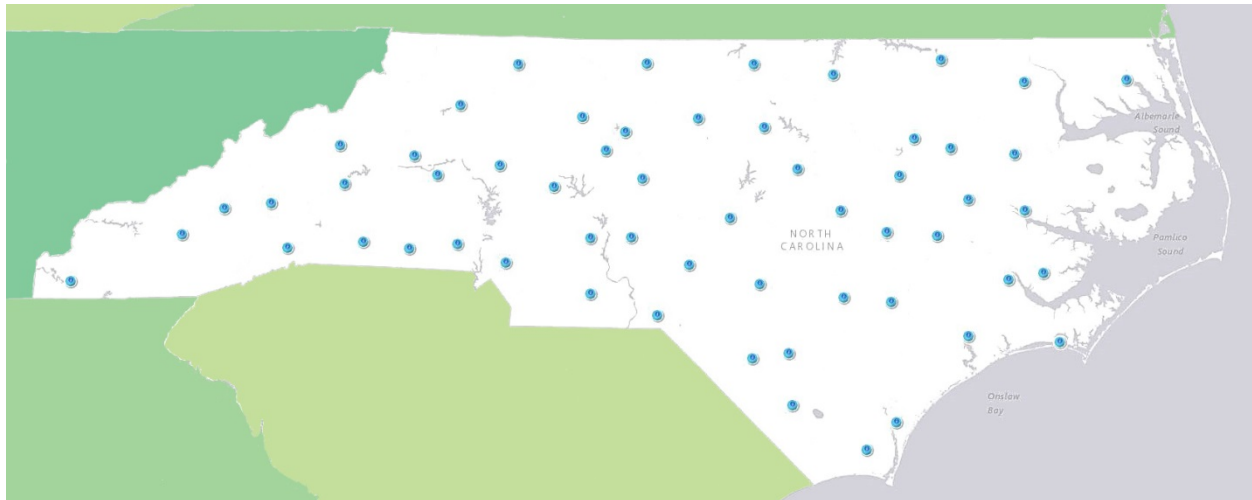 Albemarle
Sound
NORTH
CAROLINA
Pamlico
Sound
Onslow
Bay